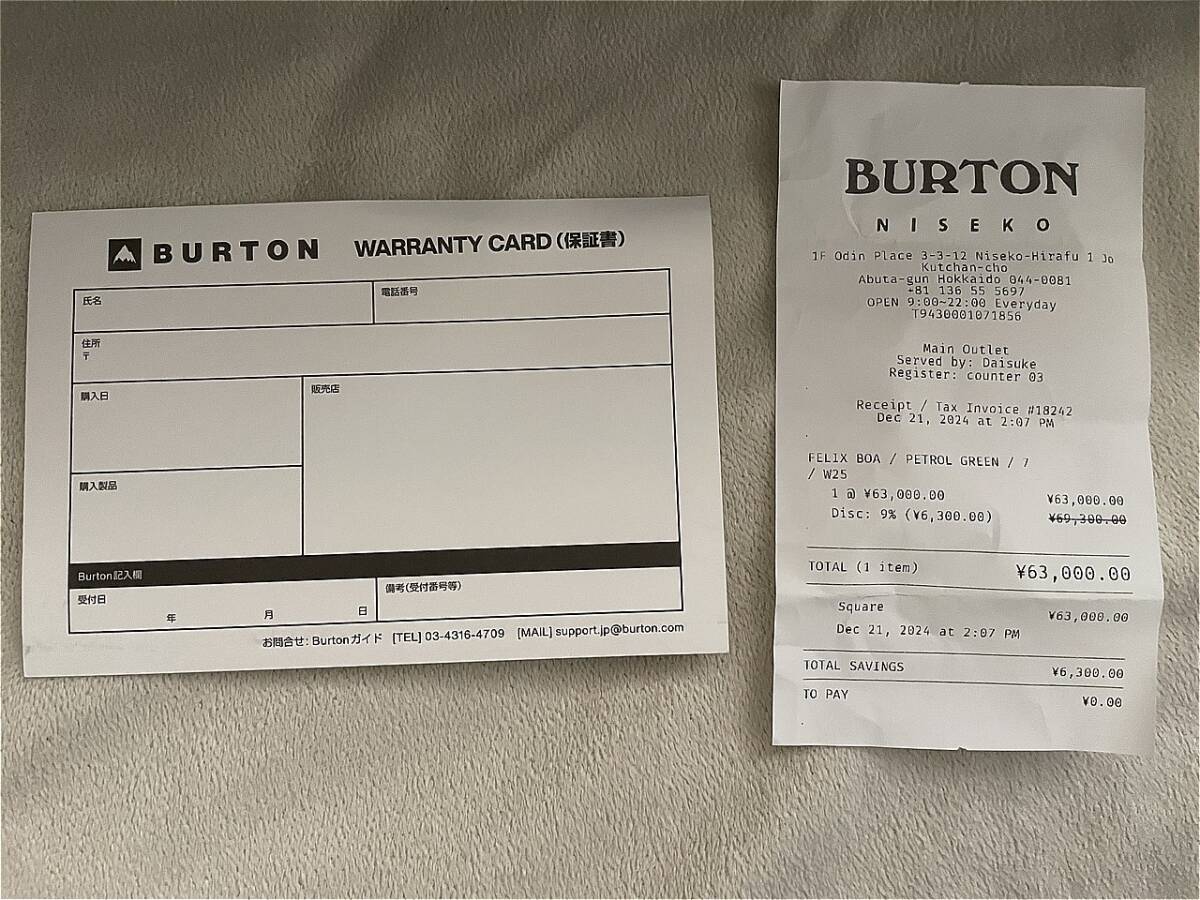 BURTON WARRANTY CARD(保証書)
氏名
電話番号
住所
〒
購入日
販売店
購入製品
Burton記入欄
受付日
年 月 日
備考(受付番号等)
お問合せ: Burtonガイド [TEL] 03-4316-4709 [MAIL] support.jp@burton.com
BURTON
NISEKO
1F Odin Place 3-3-12 Niseko-Hirafu 1 Jo
Kutchan-cho
Abuta-gun Hokkaido 044-0081
+81 136 55 5697
OPEN 9:00~22:00 Everyday
T9430001071856
Main Outlet
Served by: Daisuke
Register: counter 03
Receipt / Tax Invoice #18242
Dec 21, 2024 at 2:07 PM
FELIX BOA / PETROL GREEN / 7
/ W25
1 @ ¥63,000.00 ¥63,000.00
Disc: 9% (¥6,300.00) ¥69,300.00
TOTAL (1 item) ¥63,000.00
Square ¥63,000.00
Dec 21, 2024 at 2:07 PM
TOTAL SAVINGS ¥6,300.00
TO PAY ¥0.00